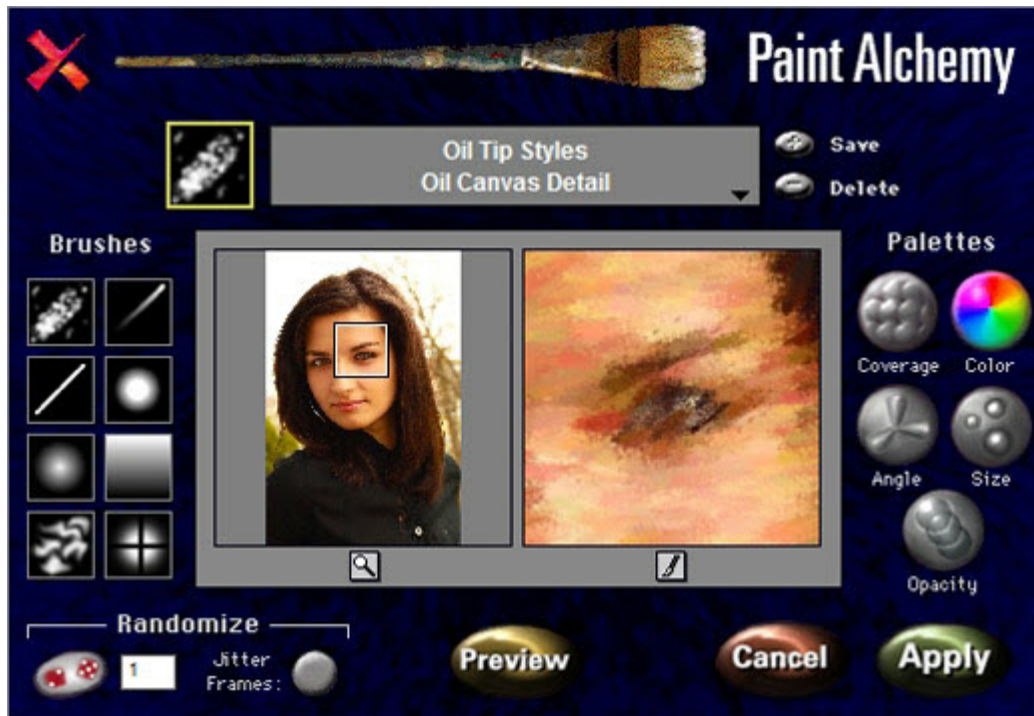 Paint Alchemy
Oil Tip Styles
Oil Canvas Detail
Save
Delete
Brushes
Palettes
Coverage
Color
Angle
Size
Opacity
Randomize
1
Jitter
Frames:
Preview
Cancel
Apply